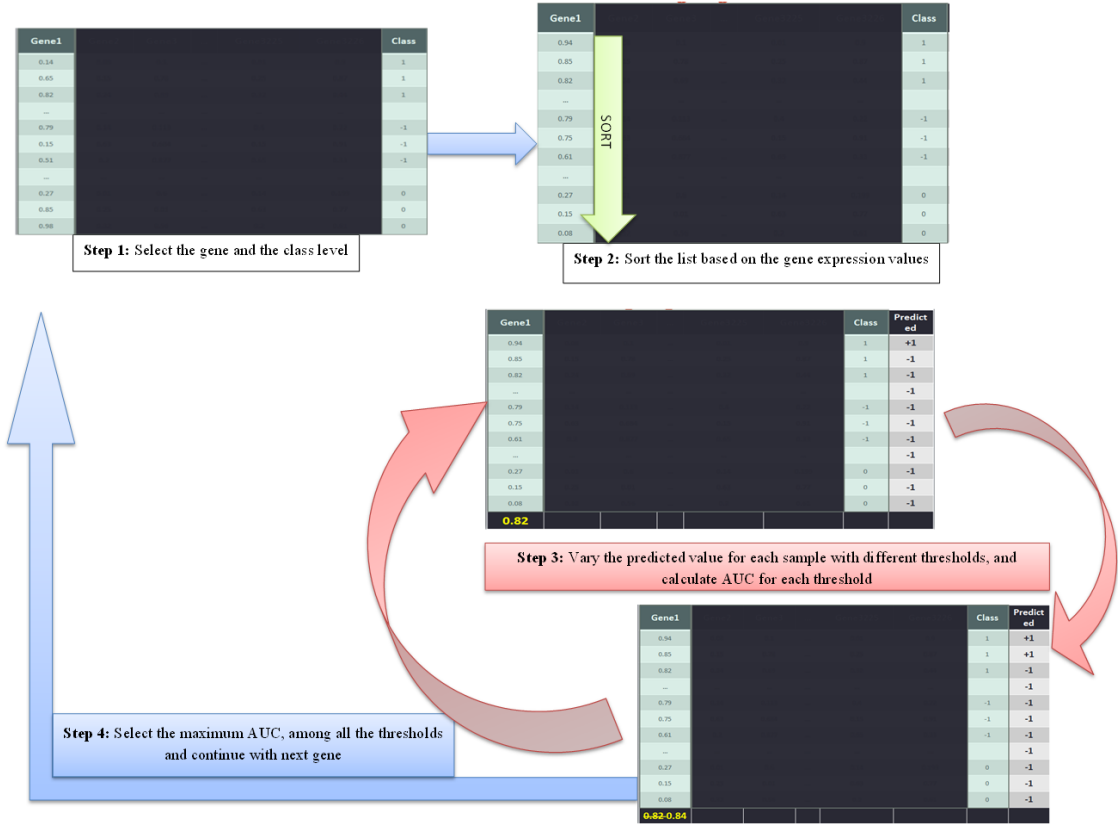 Gene1 Class
0.14 1
0.65 1
0.82 1
...
0.79 -1
0.15 -1
0.51 -1
...
0.27 0
0.85 0
0.98 0
Step 1: Select the gene and the class level
Gene1 Class
0.94 1
0.85 1
0.82 1
...
0.79 -1
0.75 -1
0.61 -1
...
0.27 0
0.15 0
0.08 0
SORT
Step 2: Sort the list based on the gene expression values
Gene1 Class Predict
ed
0.94 1 +1
0.85 1 -1
0.82 1 -1
... -1
0.79 -1 -1
0.75 -1 -1
0.61 -1 -1
... -1
0.27 0 -1
0.15 0 -1
0.08 0 -1
0.82
Step 3: Vary the predicted value for each sample with different thresholds, and
calculate AUC for each threshold
Gene1 Class Predict
ed
0.94 1 +1
0.85 1 +1
0.82 1 -1
... -1
0.79 -1 -1
0.75 -1 -1
0.61 -1 -1
... -1
0.27 0 -1
0.15 0 -1
0.08 0 -1
0.82 0.84
Step 4: Select the maximum AUC, among all the thresholds
and continue with next gene